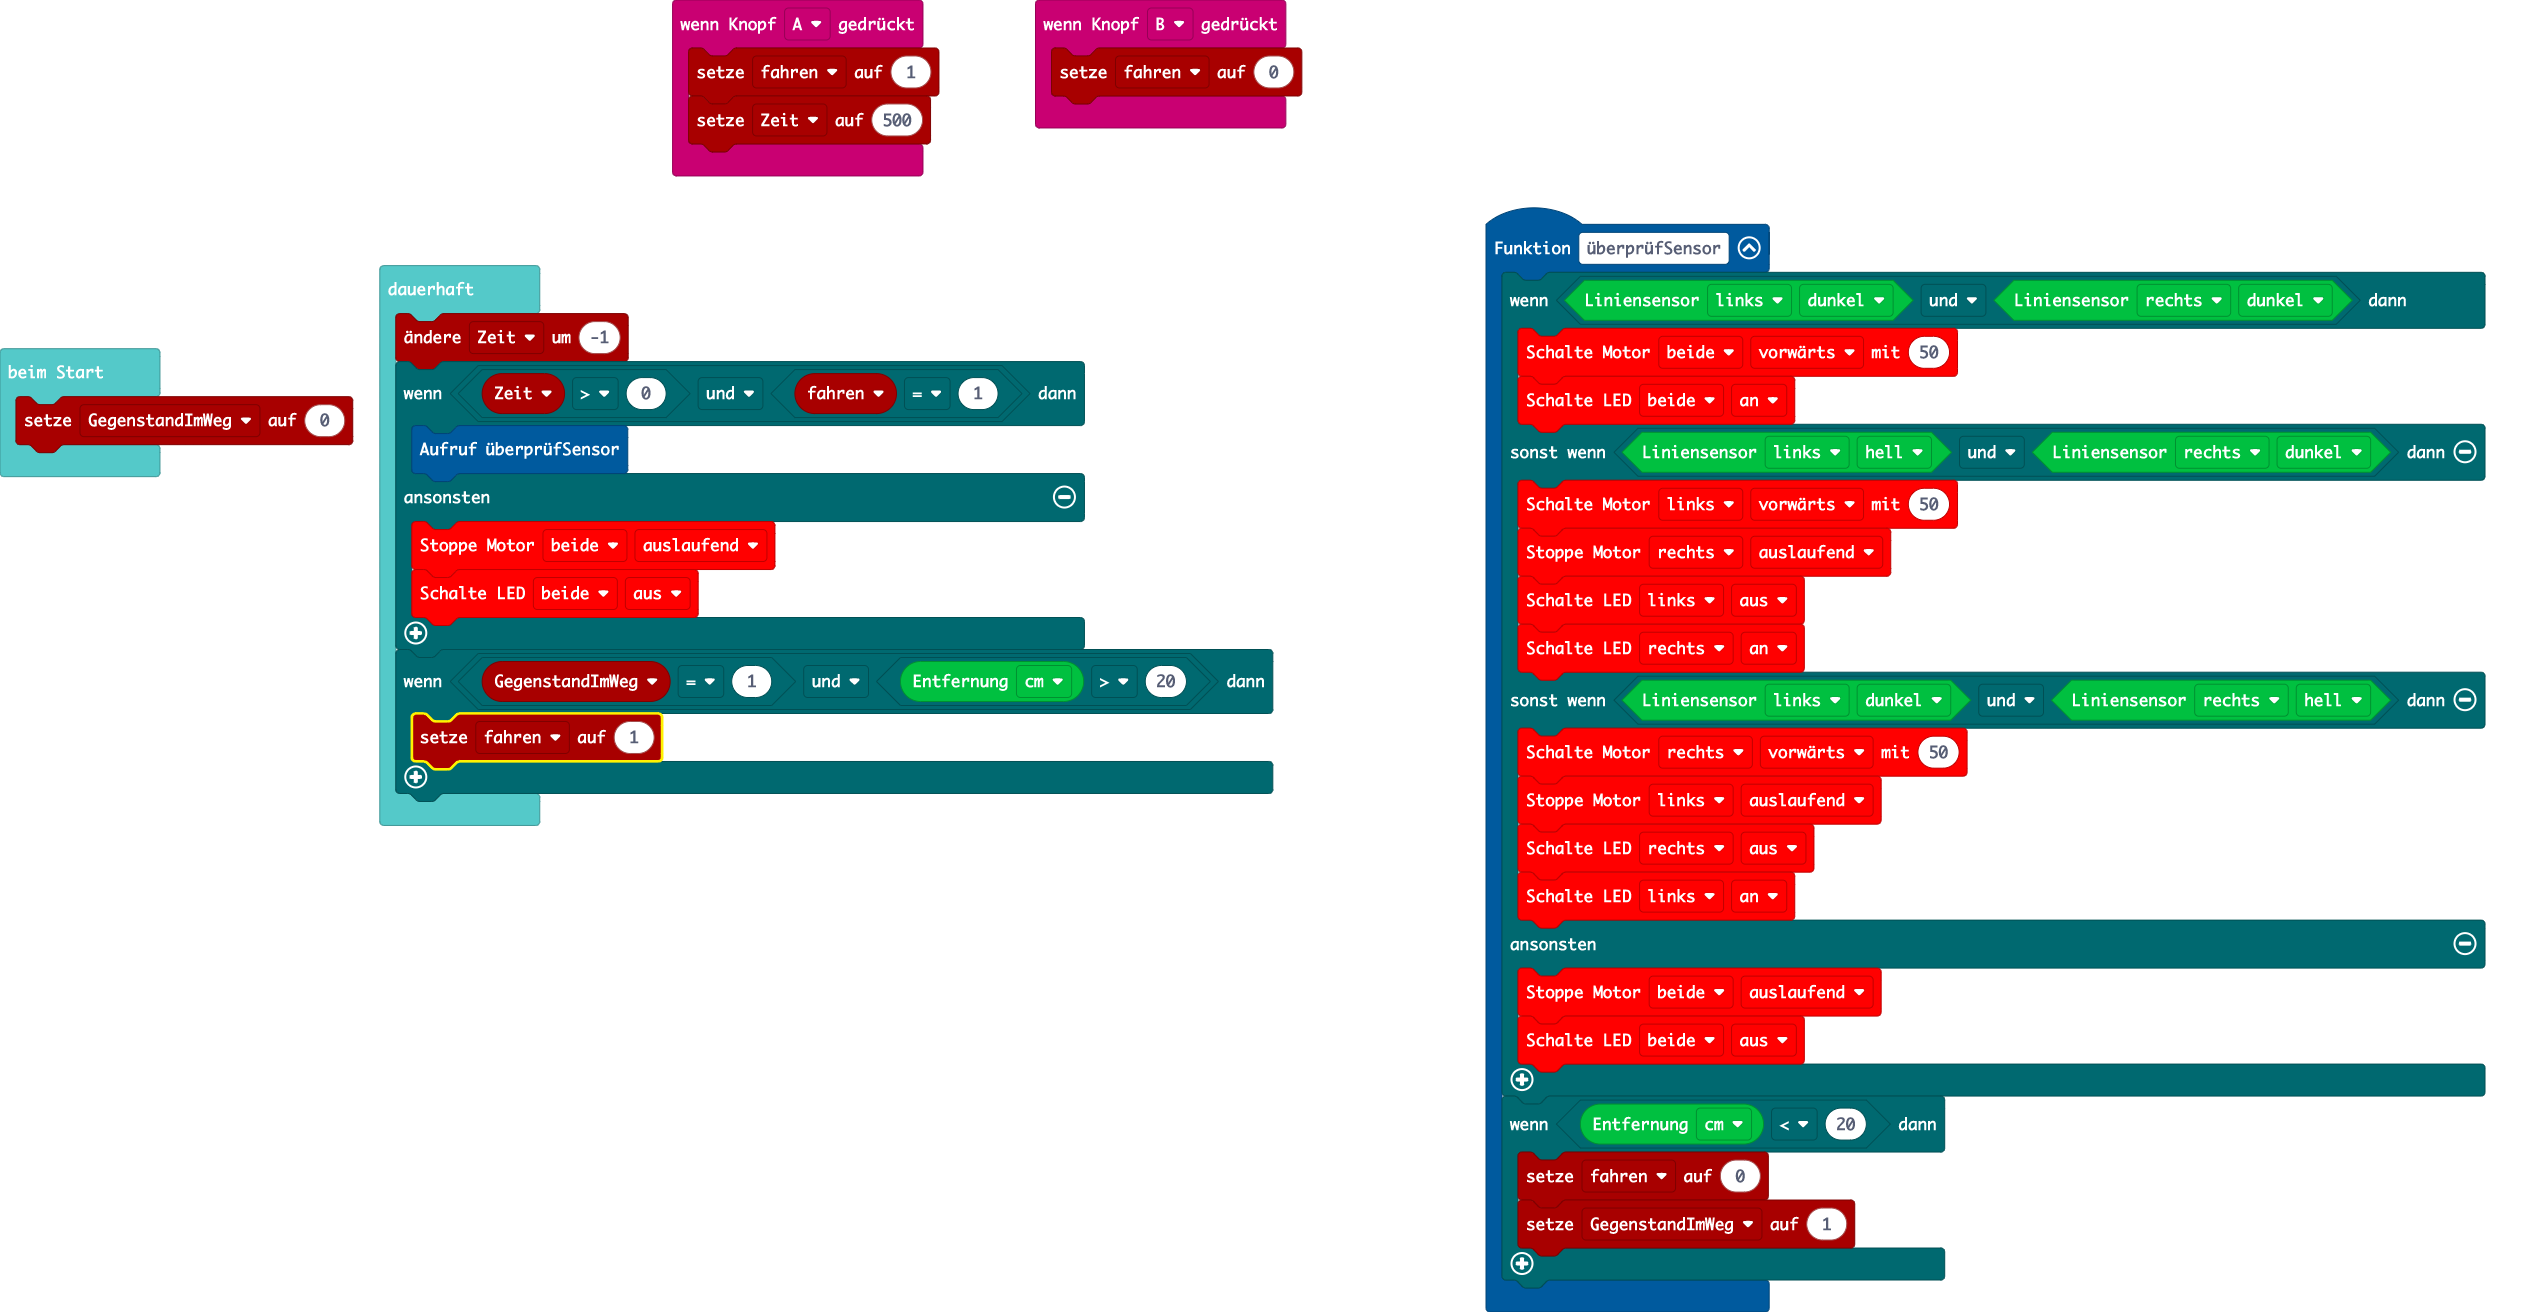 wenn Knopf A gedrückt
setze fahren auf 1
setze Zeit auf 500
wenn Knopf B gedrückt
setze fahren auf 0
beim Start
setze GegenstandImWeg auf 0
dauerhaft
ändere Zeit um -1
wenn Zeit > 0 und fahren = 1 dann
Aufruf überprüfSensor
ansonsten
Stoppe Motor beide auslaufend
Schalte LED beide aus
wenn GegenstandImWeg = 1 und Entfernung cm > 20 dann
setze fahren auf 1
Funktion überprüfSensor
wenn Liniensensor links dunkel und Liniensensor rechts dunkel dann
Schalte Motor beide vorwärts mit 50
Schalte LED beide an
sonst wenn Liniensensor links hell und Liniensensor rechts dunkel dann
Schalte Motor links vorwärts mit 50
Stoppe Motor rechts auslaufend
Schalte LED links aus
Schalte LED rechts an
sonst wenn Liniensensor links dunkel und Liniensensor rechts hell dann
Schalte Motor rechts vorwärts mit 50
Stoppe Motor links auslaufend
Schalte LED rechts aus
Schalte LED links an
ansonsten
Stoppe Motor beide auslaufend
Schalte LED beide aus
wenn Entfernung cm < 20 dann
setze fahren auf 0
setze GegenstandImWeg auf 1